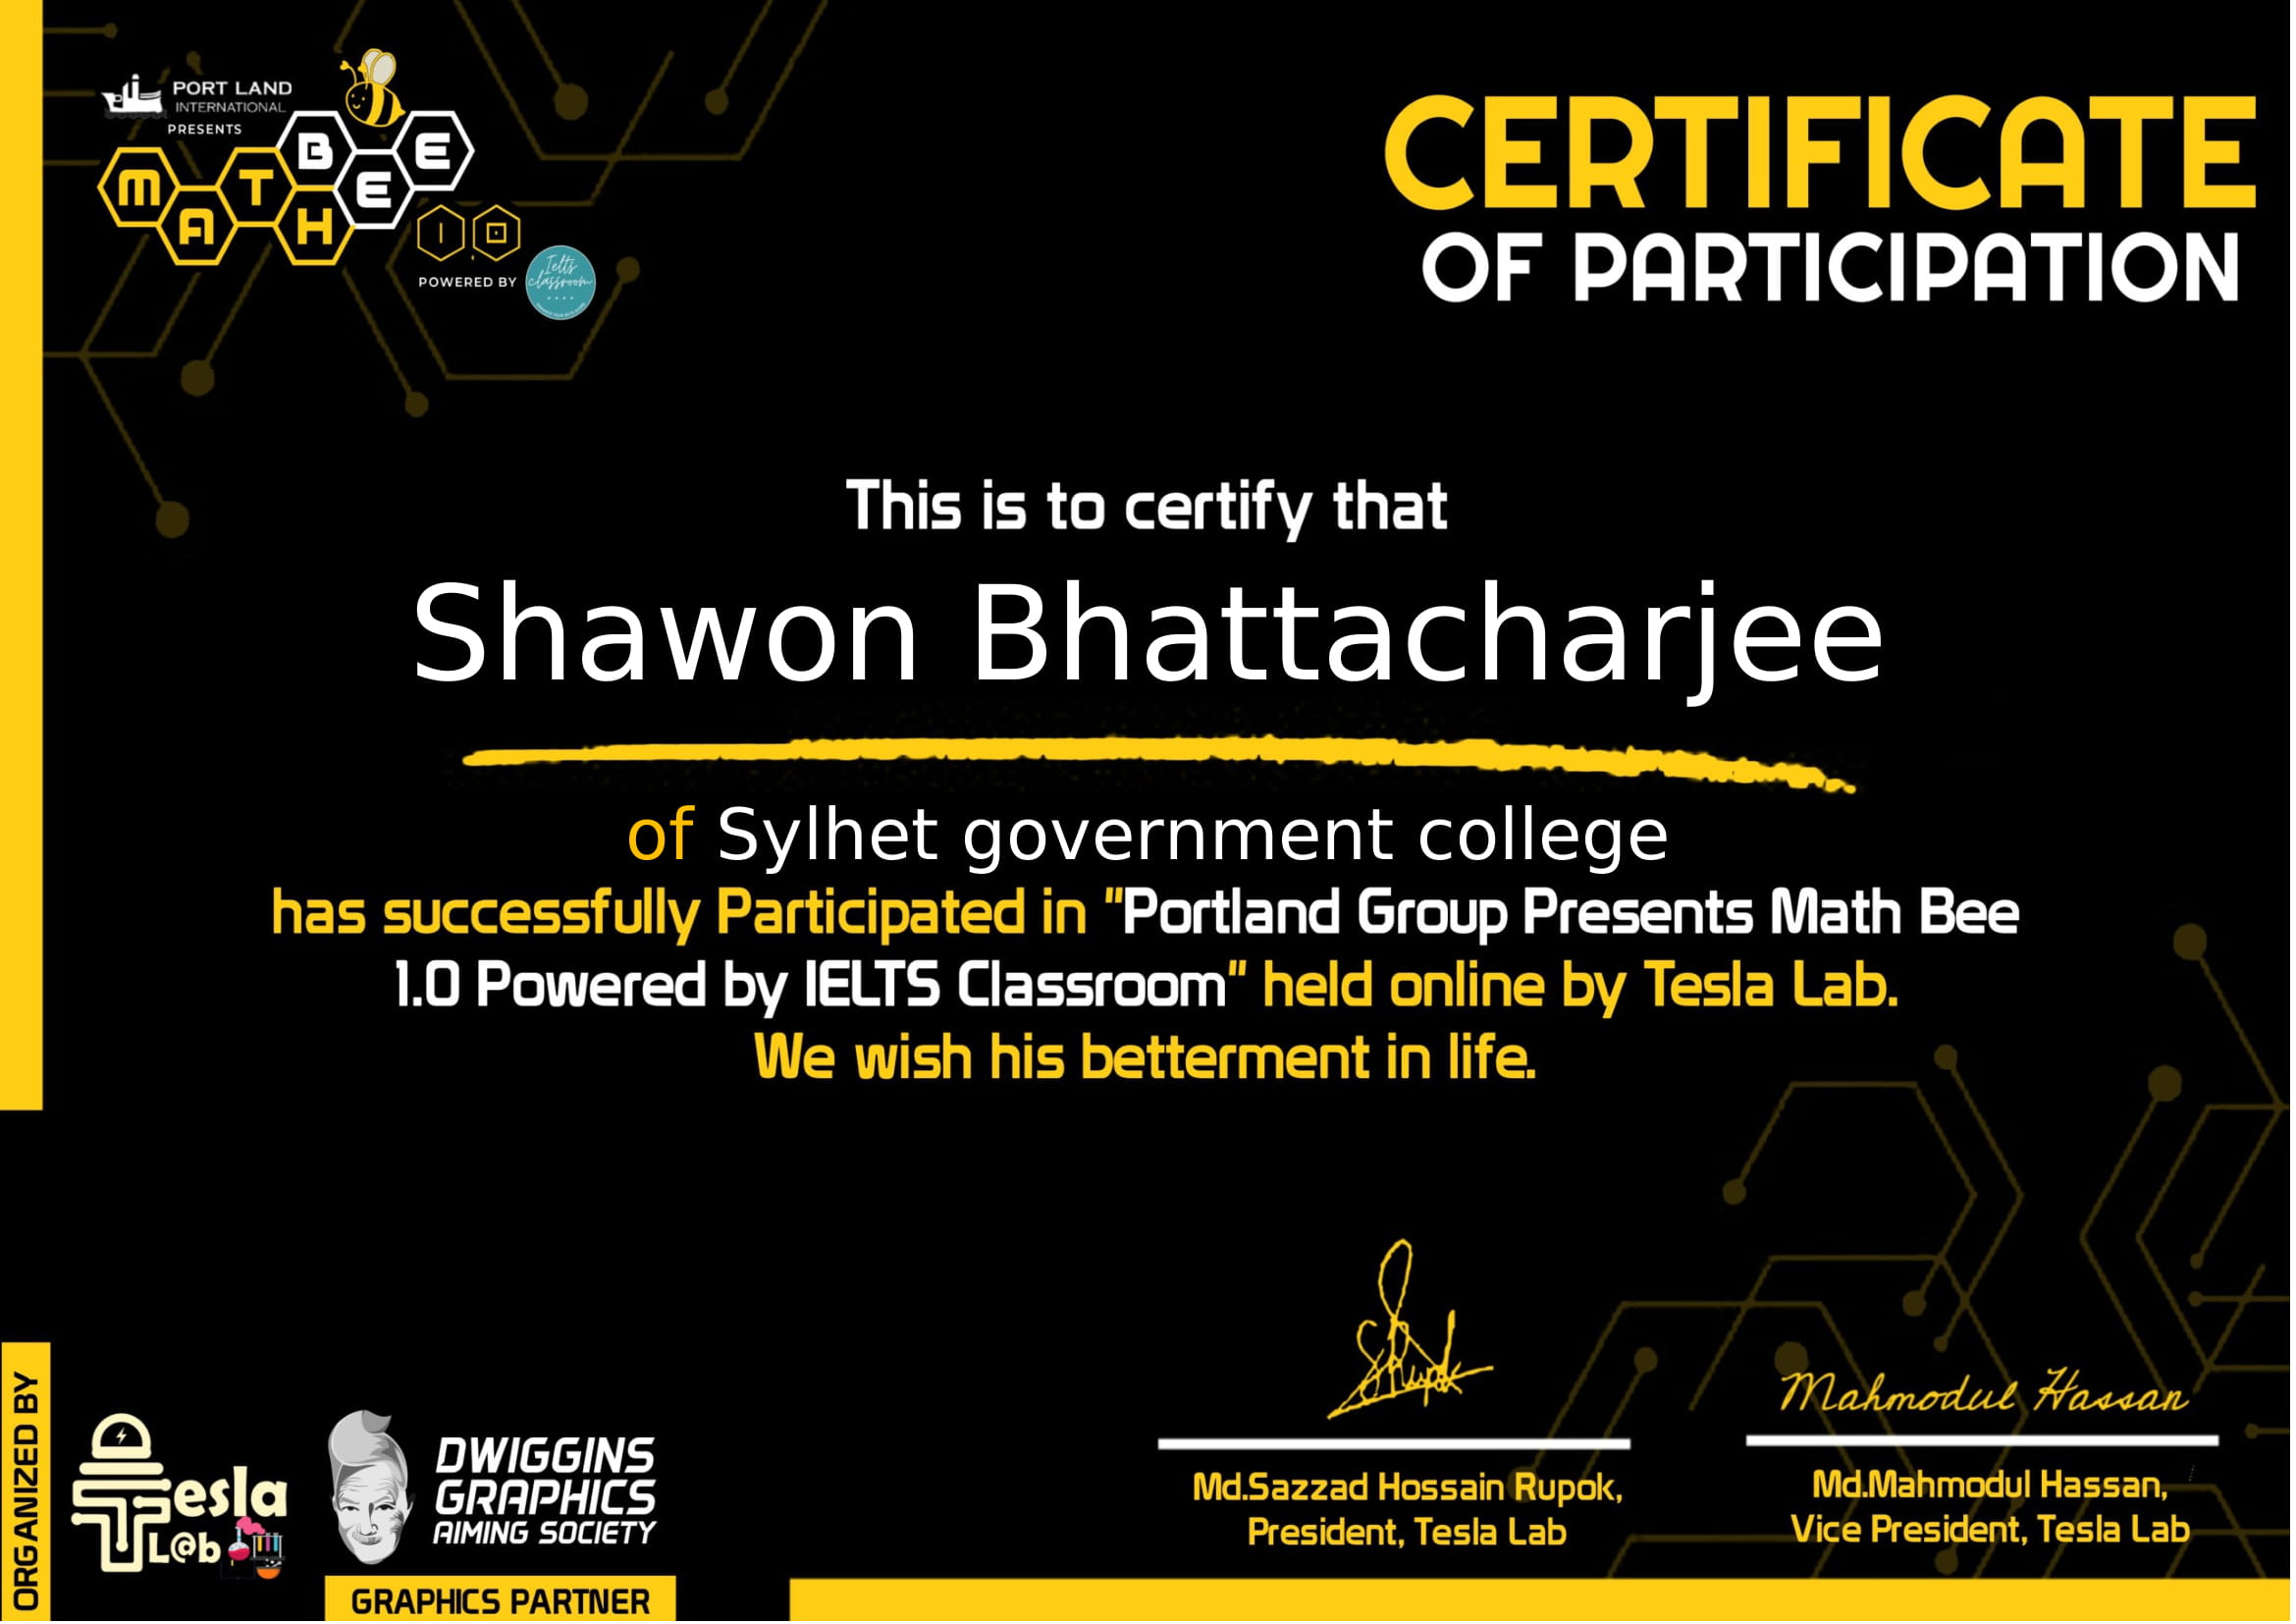 PORT LAND
INTERNATIONAL
PRESENTS
MATH BEE
1.0
POWERED BY
Ielts
classroom
CERTIFICATE
OF PARTICIPATION
This is to certify that
Shawon Bhattacharjee
of Sylhet government college
has successfully Participated in "Portland Group Presents Math Bee
1.0 Powered by IELTS Classroom" held online by Tesla Lab.
We wish his betterment in life.
ORGANIZED BY
Tesla
L@b
DWIGGINS
GRAPHICS
AIMING SOCIETY
GRAPHICS PARTNER
SRupok
Md.Sazzad Hossain Rupok,
President, Tesla Lab
Mahmodul Hassan
Md.Mahmodul Hassan,
Vice President, Tesla Lab